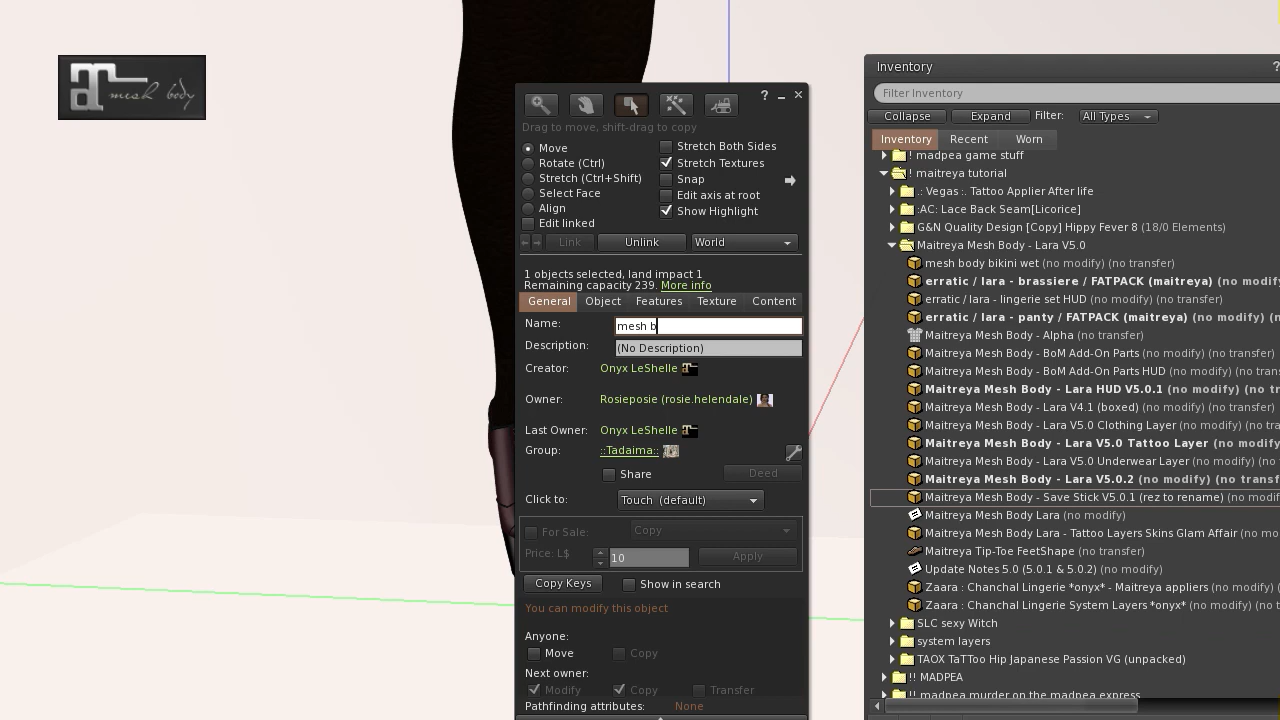 mesh body
?
Drag to move, shift-drag to copy
Move
Rotate (Ctrl)
Stretch (Ctrl+Shift)
Select Face
Align
Edit linked
Stretch Both Sides
Stretch Textures
Snap
Edit axis at root
Show Highlight
Link
Unlink
World
1 objects selected, land impact 1
Remaining capacity 239. More info
General
Object
Features
Texture
Content
Name:
mesh b
Description:
(No Description)
Creator:
Onyx LeShelle
Owner:
Rosieposie (rosie.helendale)
Last Owner:
Onyx LeShelle
Group:
::Tadaima::
Share
Deed
Click to:
Touch (default)
For Sale:
Copy
Price: L$
10
Apply
Copy Keys
Show in search
You can modify this object
Anyone:
Move
Copy
Next owner:
Modify
Copy
Transfer
Pathfinding attributes:
None
Inventory
?
Filter Inventory
Collapse
Expand
Filter:
All Types
Inventory
Recent
Worn
! madpea game stuff
! maitreya tutorial
.: Vegas :. Tattoo Applier After life
:AC: Lace Back Seam[Licorice]
G&N Quality Design [Copy] Hippy Fever 8 (18/0 Elements)
Maitreya Mesh Body - Lara V5.0
mesh body bikini wet (no modify) (no transfer)
erratic / lara - brassiere / FATPACK (maitreya) (no modif
erratic / lara - lingerie set HUD (no modify) (no transfer)
erratic / lara - panty / FATPACK (maitreya) (no modify) (n
Maitreya Mesh Body - Alpha (no transfer)
Maitreya Mesh Body - BoM Add-On Parts (no modify) (no transfer)
Maitreya Mesh Body - BoM Add-On Parts HUD (no modify) (no transfer)
Maitreya Mesh Body - Lara HUD V5.0.1 (no modify) (no tr
Maitreya Mesh Body - Lara V4.1 (boxed) (no modify) (no transfer)
Maitreya Mesh Body - Lara V5.0 Clothing Layer (no modify) (no trans
Maitreya Mesh Body - Lara V5.0 Tattoo Layer (no modify)
Maitreya Mesh Body - Lara V5.0 Underwear Layer (no modify) (no tra
Maitreya Mesh Body - Lara V5.0.2 (no modify) (no transf
Maitreya Mesh Body - Save Stick V5.0.1 (rez to rename) (no modif
Maitreya Mesh Body Lara (no modify)
Maitreya Mesh Body Lara - Tattoo Layers Skins Glam Affair (no mo
Maitreya Tip-Toe FeetShape (no modify) (no transfer)
Update Notes 5.0 (5.0.1 & 5.0.2) (no modify)
Zaara : Chanchal Lingerie *onyx* - Maitreya appliers (no modify) (n
Zaara : Chanchal Lingerie System Layers *onyx* (no modify) (no tr
SLC sexy Witch
system layers
TAOX TaTToo Hip Japanese Passion VG (unpacked)
!! MADPEA
!! madpea murder on the madpea express